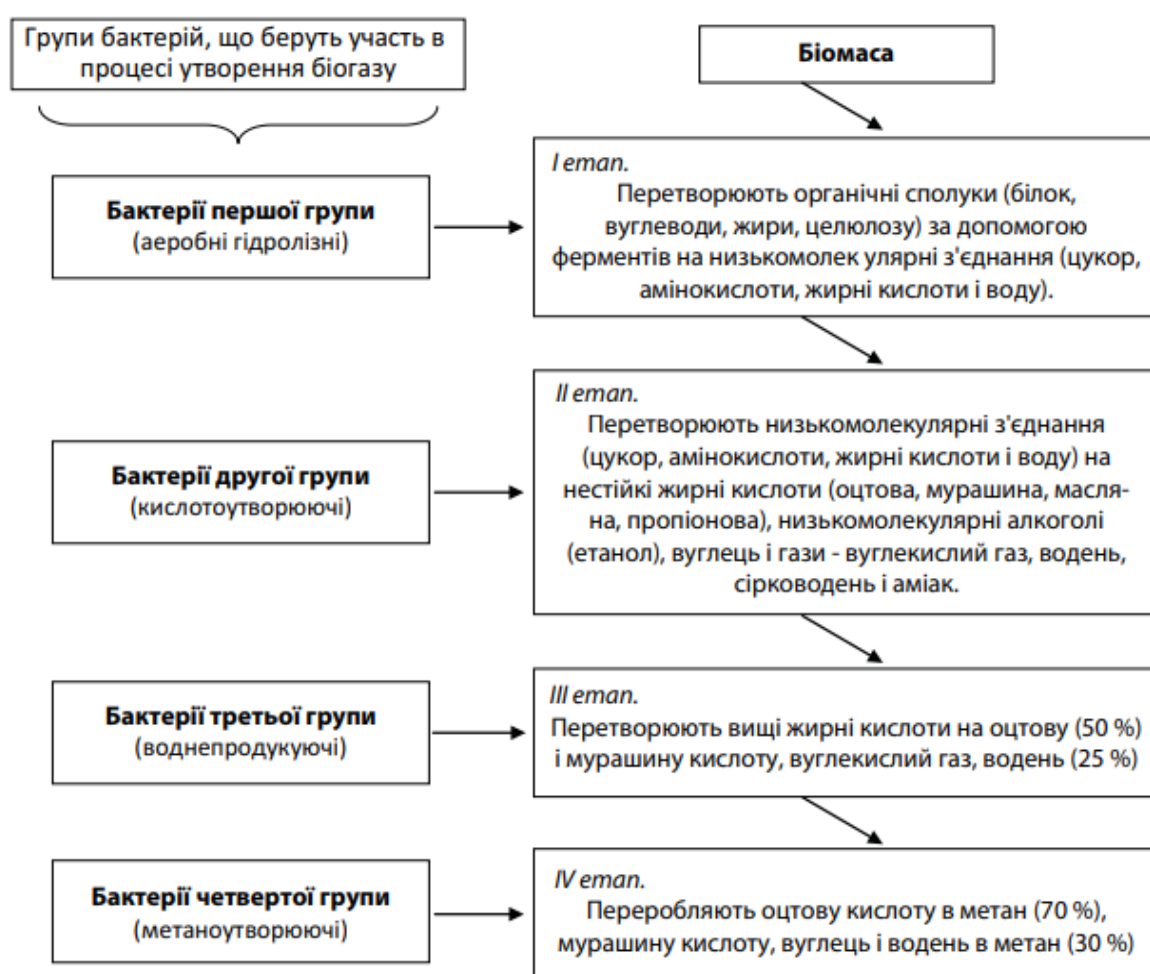 Групи бактерій, що беруть участь в
процесі утворення біогазу
Біомаса
Бактерії першої групи
(аеробні гідролізні)
I етап.
Перетворюють органічні сполуки (білок,
вуглеводи, жири, целюлозу) за допомогою
ферментів на низькомолек улярні з'єднання (цукор,
амінокислоти, жирні кислоти і воду).
Бактерії другої групи
(кислотоутворюючі)
II етап.
Перетворюють низькомолекулярні з'єднання
(цукор, амінокислоти, жирні кислоти і воду) на
нестійкі жирні кислоти (оцтова, мурашина, масля-
на, пропіонова), низькомолекулярні алкоголі
(етанол), вуглець і гази - вуглекислий газ, водень,
сірководень і аміак.
Бактерії третьої групи
(воднепродукуючі)
III етап.
Перетворюють вищі жирні кислоти на оцтову (50 %)
і мурашину кислоту, вуглекислий газ, водень (25 %)
Бактерії четвертої групи
(метаноутворюючі)
IV етап.
Переробляють оцтову кислоту в метан (70 %),
мурашину кислоту, вуглець і водень в метан (30 %)